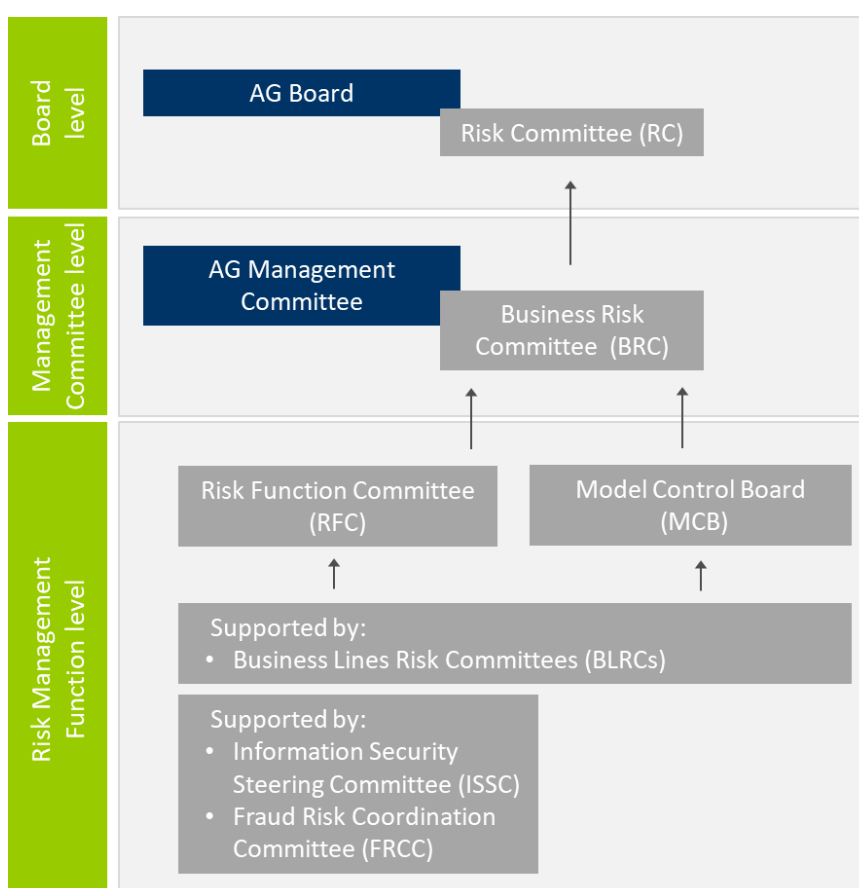 Board
level
AG Board
Risk Committee (RC)
Management
Committee level
AG Management
Committee
Business Risk
Committee  (BRC)
Risk Management
Function level
Risk Function Committee
(RFC)
Model Control Board
(MCB)
Supported by:
• Business Lines Risk Committees (BLRCs)
Supported by:
• Information Security
Steering Committee (ISSC)
• Fraud Risk Coordination
Committee (FRCC)